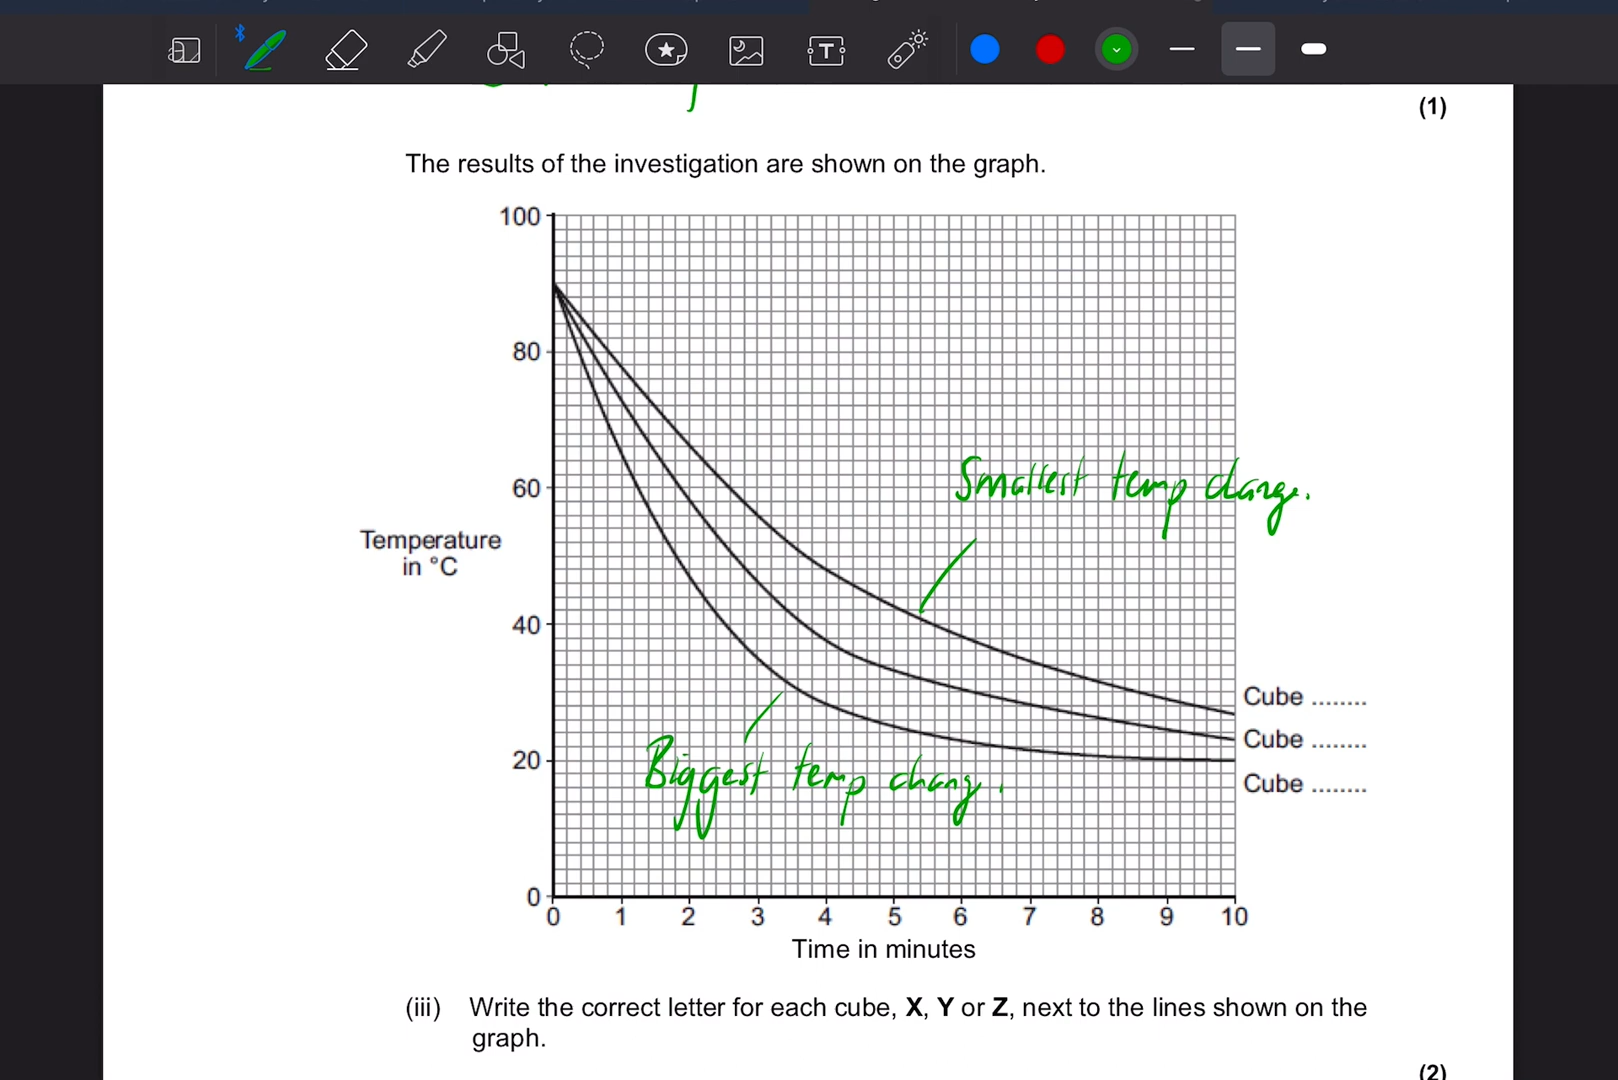 (1)
The results of the investigation are shown on the graph.
100
80
60
40
20
0
Temperature
in °C
Smallest temp change.
Biggest temp change.
Cube ........
Cube ........
Cube ........
0 1 2 3 4 5 6 7 8 9 10
Time in minutes
(iii) Write the correct letter for each cube, X, Y or Z, next to the lines shown on the
graph.
(2)